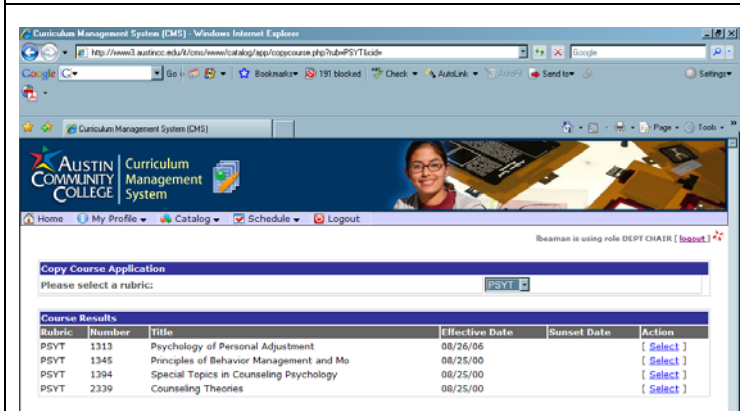 Curriculum Management System (CMS) - Windows Internet Explorer
http://www3.austincc.edu/it/cms/www/catalog/app/copycourse.php?rub=PSYT&cid=
Google
Google G Go Bookmarks 191 blocked Check AutoLink AutoFill Send to Settings
Curriculum Management System (CMS) Page Tools
AUSTIN COMMUNITY COLLEGE
Curriculum Management System
Home My Profile Catalog Schedule Logout
lbeaman is using role DEPT CHAIR [ logout ]
Copy Course Application
Please select a rubric: PSYT
Course Results
Rubric Number Title Effective Date Sunset Date Action
PSYT 1313 Psychology of Personal Adjustment 08/26/06 [ Select ]
PSYT 1345 Principles of Behavior Management and Mo 08/25/00 [ Select ]
PSYT 1394 Special Topics in Counseling Psychology 08/25/00 [ Select ]
PSYT 2339 Counseling Theories 08/25/00 [ Select ]